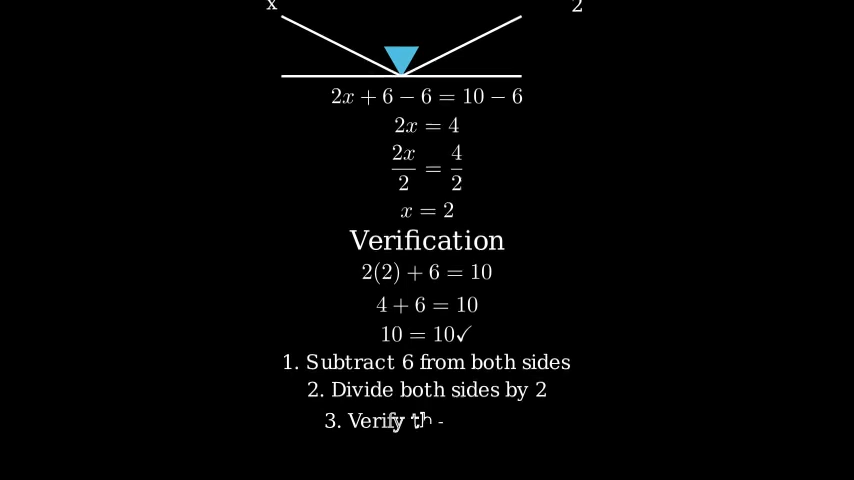 x 2
2x + 6 − 6 = 10 − 6
2x = 4
2x/2 = 4/2
x = 2
Verification
2(2) + 6 = 10
4 + 6 = 10
10 = 10✓
1. Subtract 6 from both sides
2. Divide both sides by 2
3. Verify